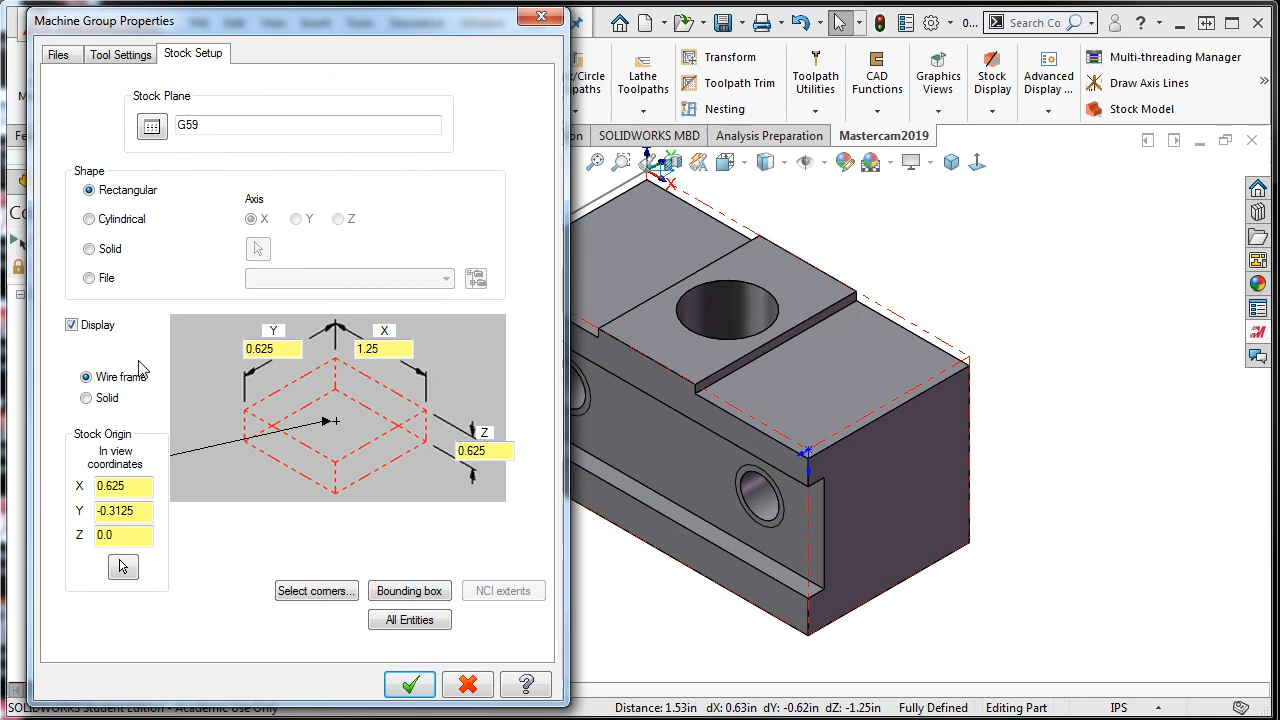 Machine Group Properties
Files
Tool Settings
Stock Setup
Stock Plane
G59
Shape
Rectangular
Cylindrical
Solid
File
Axis
X
Y
Z
Display
Wire frame
Solid
Y
0.625
X
1.25
Z
0.625
Stock Origin
In view
coordinates
X 0.625
Y -0.3125
Z 0.0
Select corners...
Bounding box
NCI extents
All Entities
0...
Search Co
Lathe
Toolpaths
Transform
Toolpath Trim
Nesting
Toolpath
Utilities
CAD
Functions
Graphics
Views
Stock
Display
Advanced
Display ...
Multi-threading Manager
Draw Axis Lines
Stock Model
SOLIDWORKS MBD
Analysis Preparation
Mastercam2019
X
SOLIDWORKS Student Edition - Academic Use Only
Distance: 1.53in dX: 0.63in dY: -0.62in dZ: -1.25in
Fully Defined
Editing Part
IPS